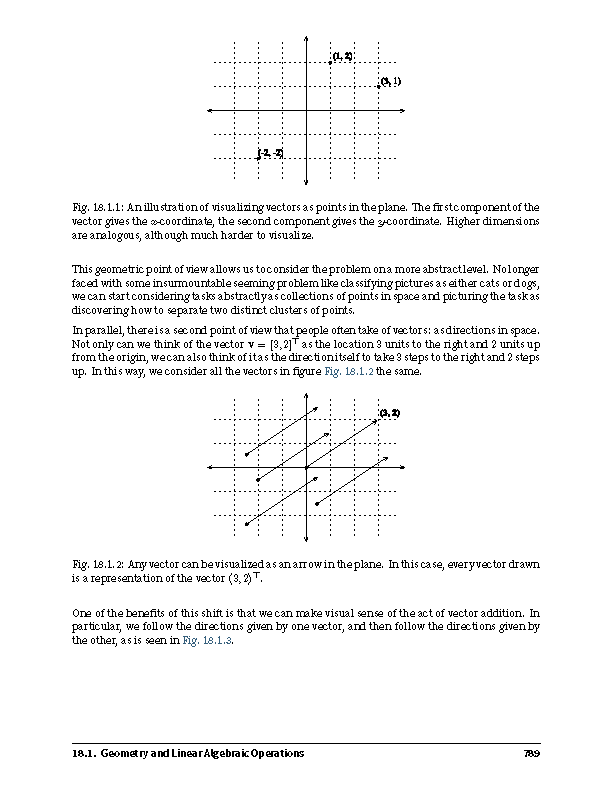 (1, 2)
(3, 1)
(-2, -2)
Fig. 18.1.1: An illustration of visualizing vectors as points in the plane. The first component of the
vector gives the x-coordinate, the second component gives the y-coordinate. Higher dimensions
are analogous, although much harder to visualize.
This geometric point of view allows us to consider the problem on a more abstract level. No longer
faced with some insurmountable seeming problem like classifying pictures as either cats or dogs,
we can start considering tasks abstractly as collections of points in space and picturing the task as
discovering how to separate two distinct clusters of points.
In parallel, there is a second point of view that people often take of vectors: as directions in space.
Not only can we think of the vector v = [3, 2]⊤ as the location 3 units to the right and 2 units up
from the origin, we can also think of it as the direction itself to take 3 steps to the right and 2 steps
up. In this way, we consider all the vectors in figure Fig. 18.1.2 the same.
(3, 2)
Fig. 18.1.2: Any vector can be visualized as an arrow in the plane. In this case, every vector drawn
is a representation of the vector (3, 2)⊤.
One of the benefits of this shift is that we can make visual sense of the act of vector addition. In
particular, we follow the directions given by one vector, and then follow the directions given by
the other, as is seen in Fig. 18.1.3.
18.1. Geometry and Linear Algebraic Operations 789